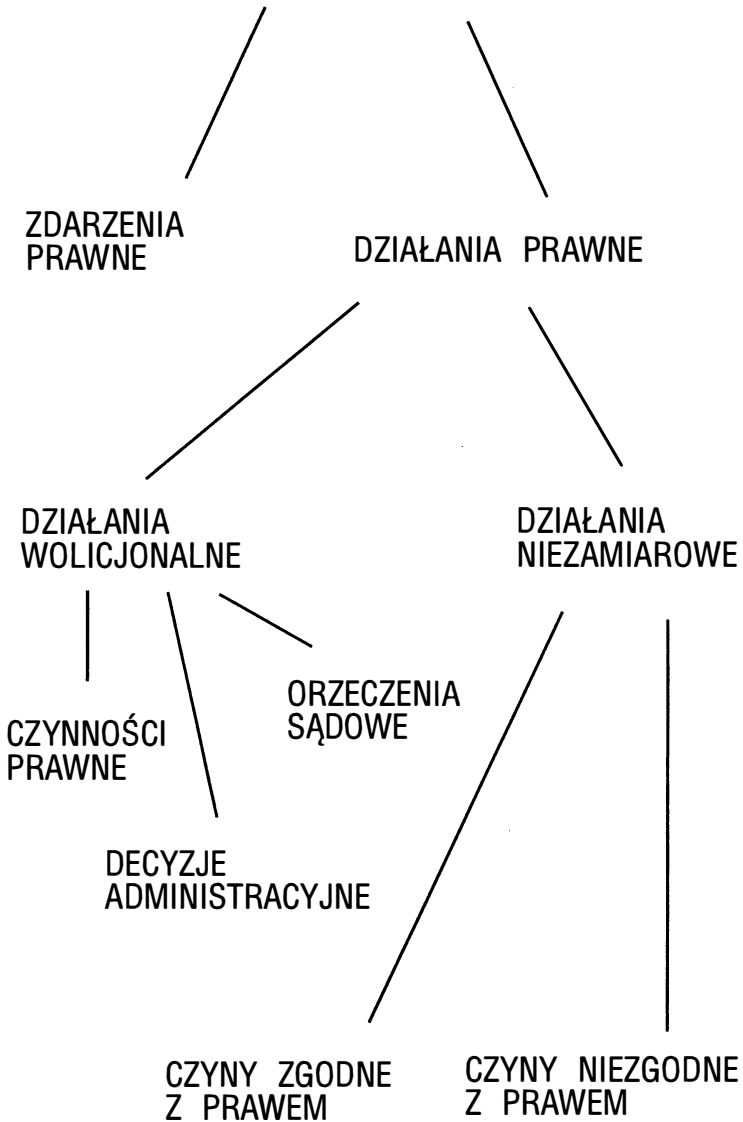 ZDARZENIA
PRAWNE
DZIAŁANIA PRAWNE
DZIAŁANIA
WOLICJONALNE
DZIAŁANIA
NIEZAMIAROWE
ORZECZENIA
SĄDOWE
CZYNNOŚCI
PRAWNE
DECYZJE
ADMINISTRACYJNE
CZYNY ZGODNE
Z PRAWEM
CZYNY NIEZGODNE
Z PRAWEM